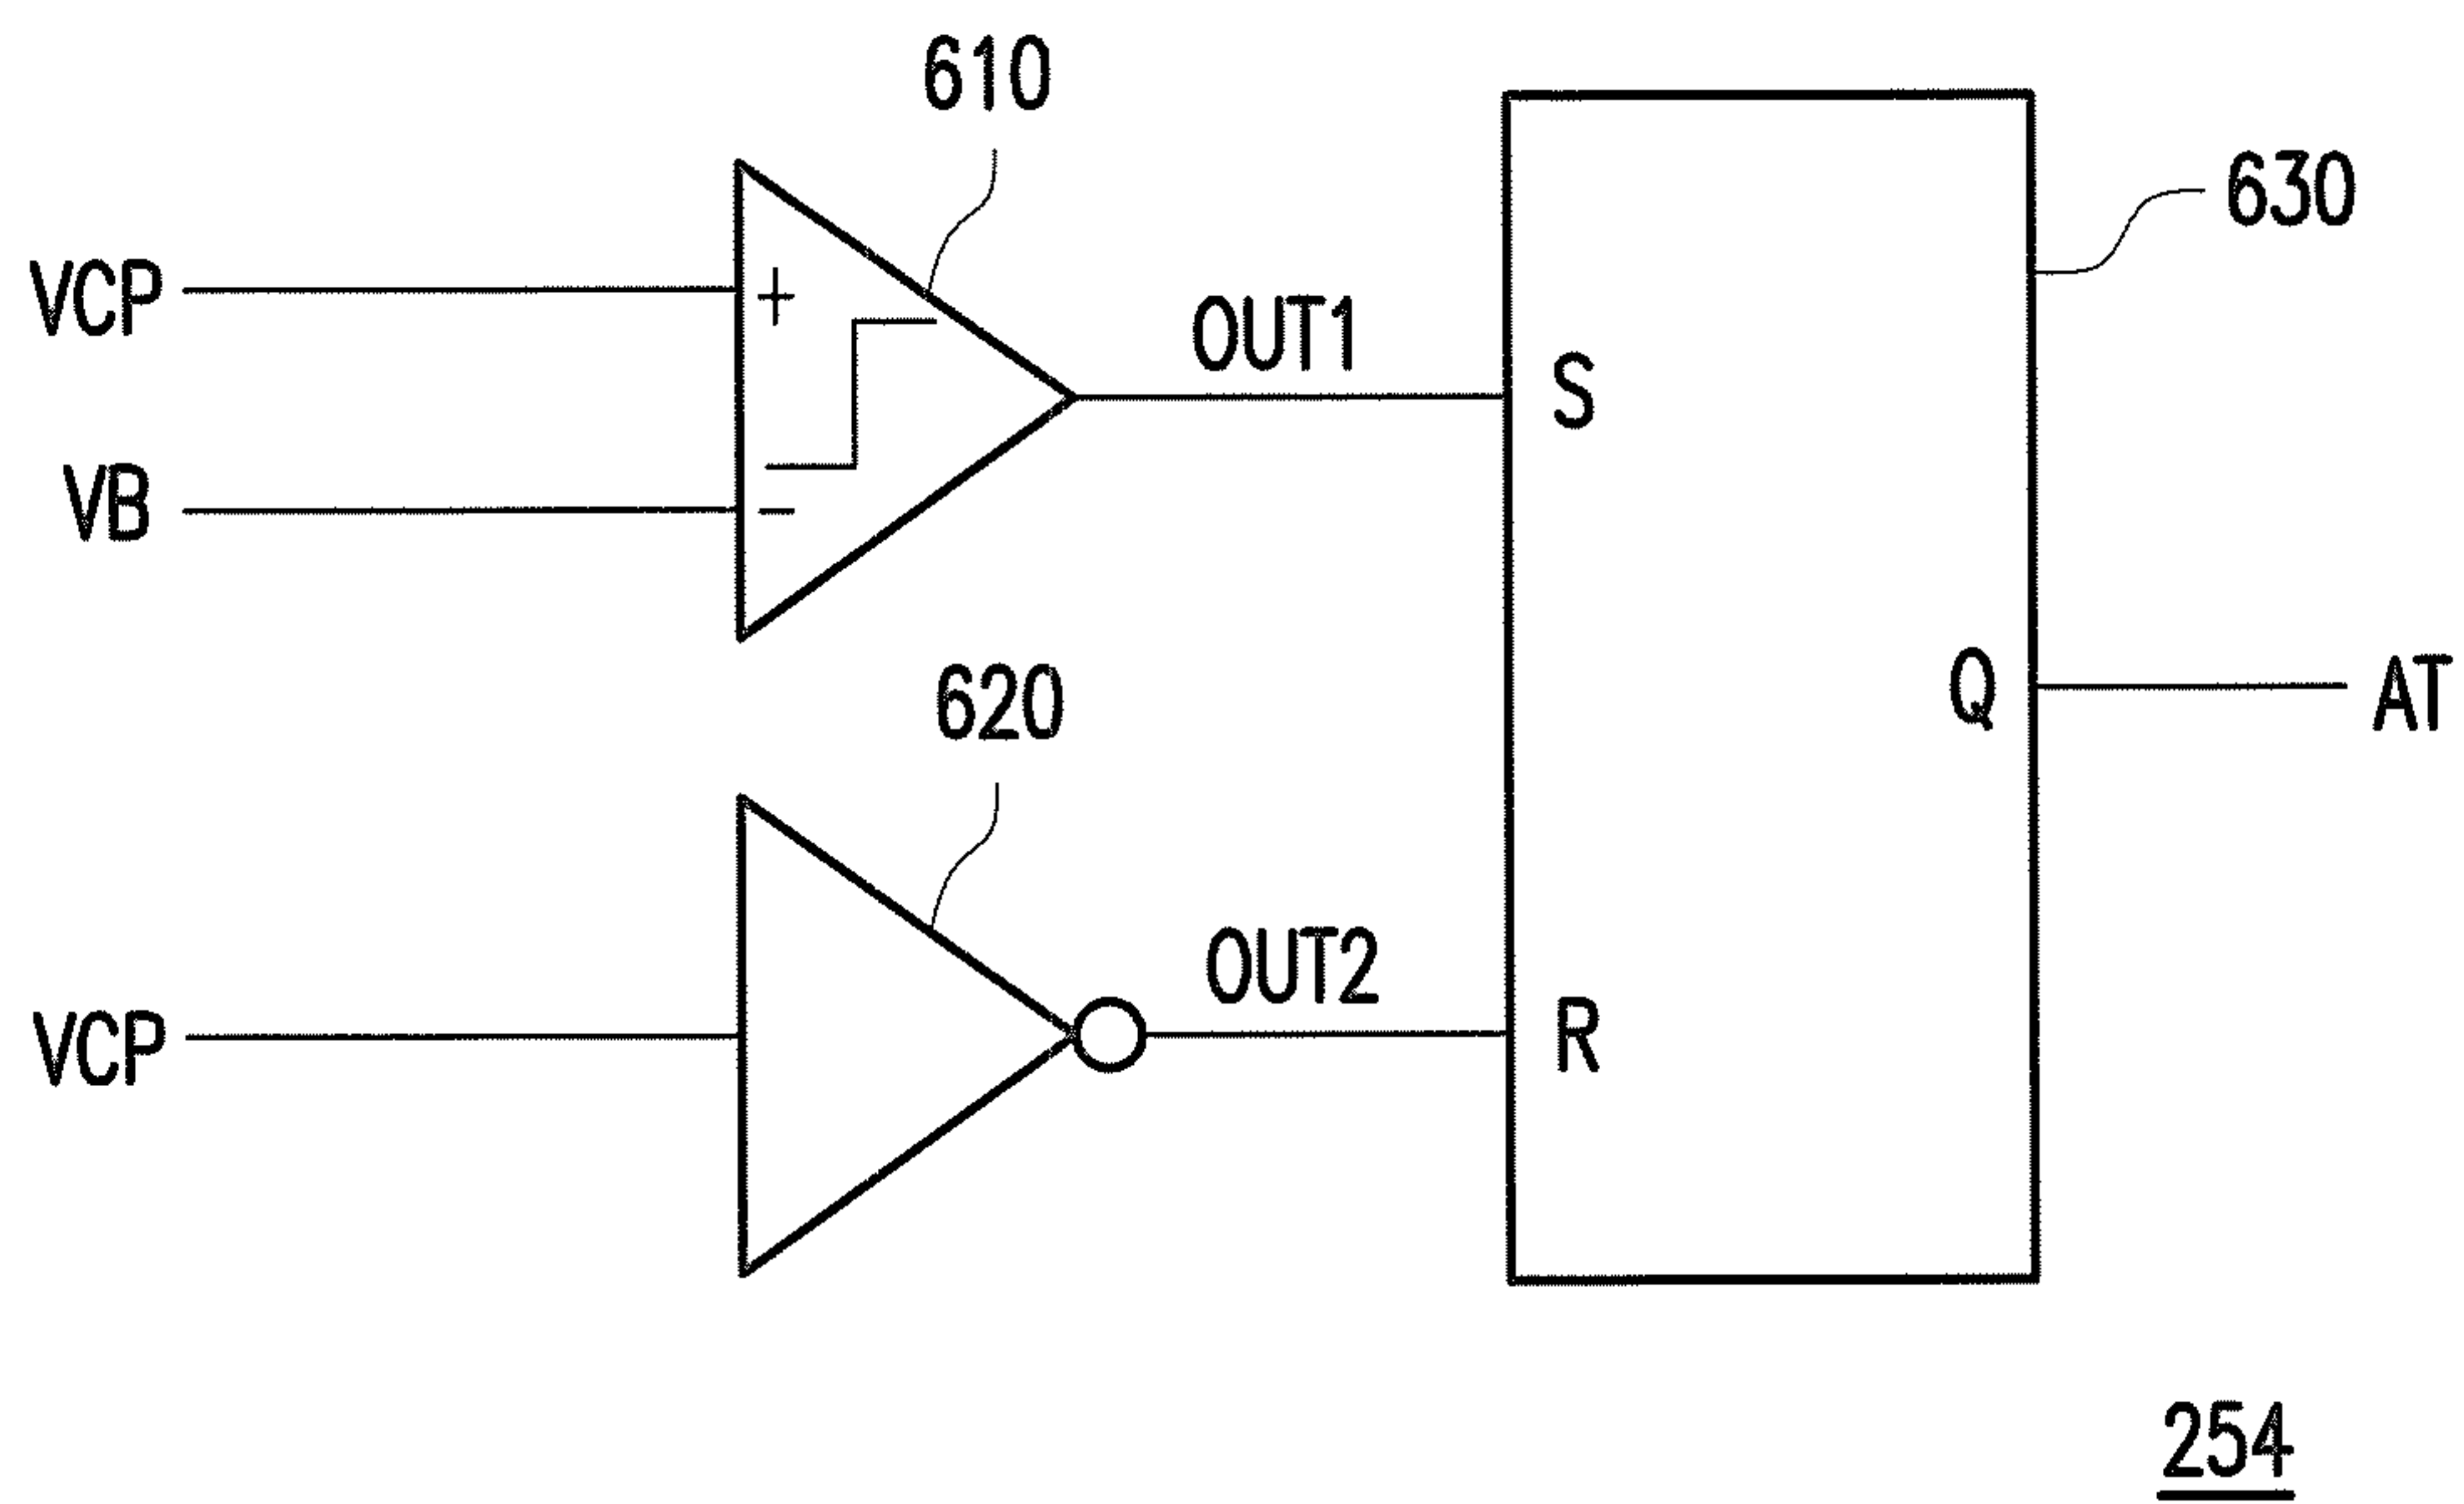 610
630
VCP
+
OUT1
S
VB
-
620
Q
AT
OUT2
VCP
R
254